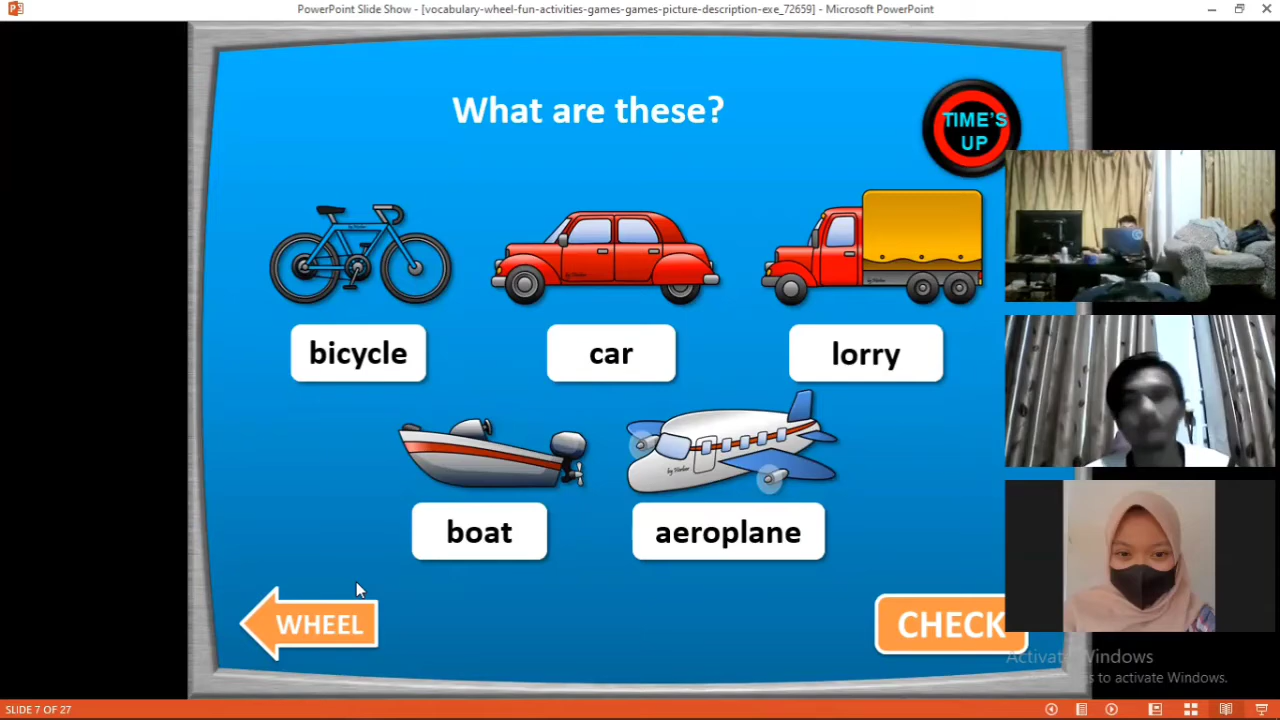 PowerPoint Slide Show - [vocabulary-wheel-fun-activities-games-games-picture-description-exe_72659] - Microsoft PowerPoint
What are these?
TIME'S
UP
bicycle
car
lorry
boat
aeroplane
WHEEL
CHECK
Activate Windows
s to activate Windows.
SLIDE 7 OF 27